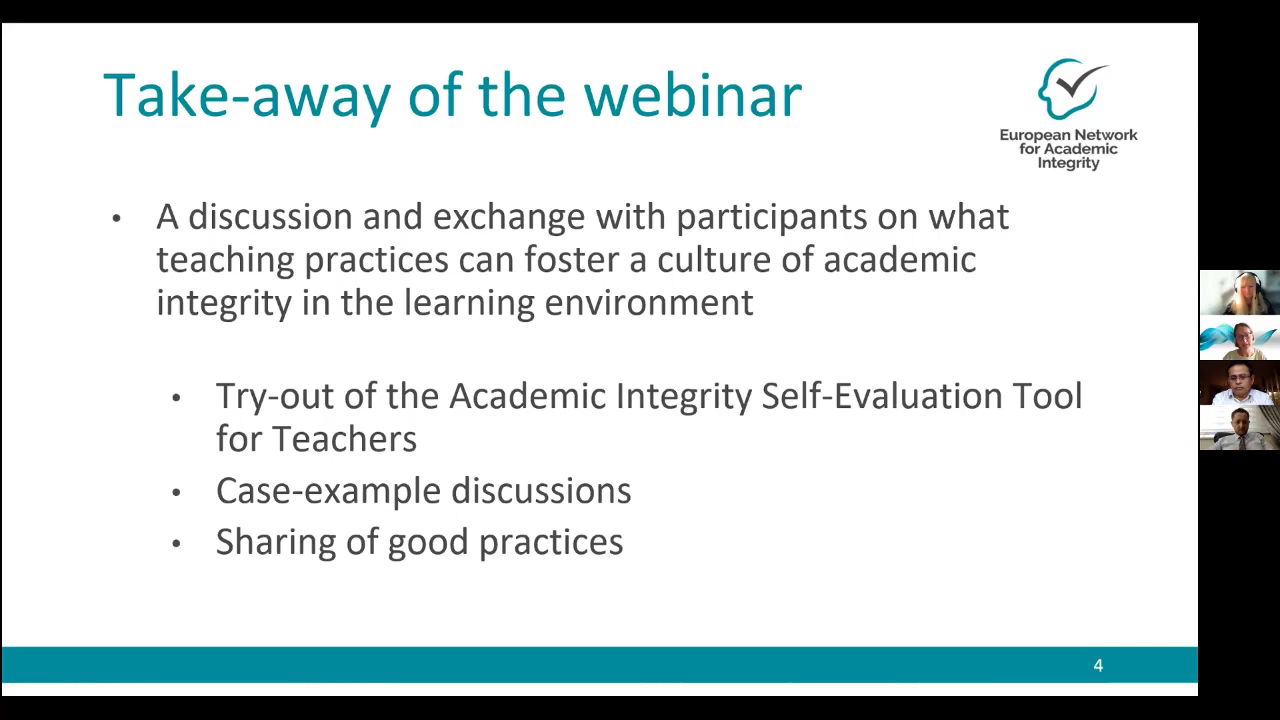 Take-away of the webinar
European Network
for Academic
Integrity
• A discussion and exchange with participants on what
teaching practices can foster a culture of academic
integrity in the learning environment
• Try-out of the Academic Integrity Self-Evaluation Tool
for Teachers
• Case-example discussions
• Sharing of good practices
4